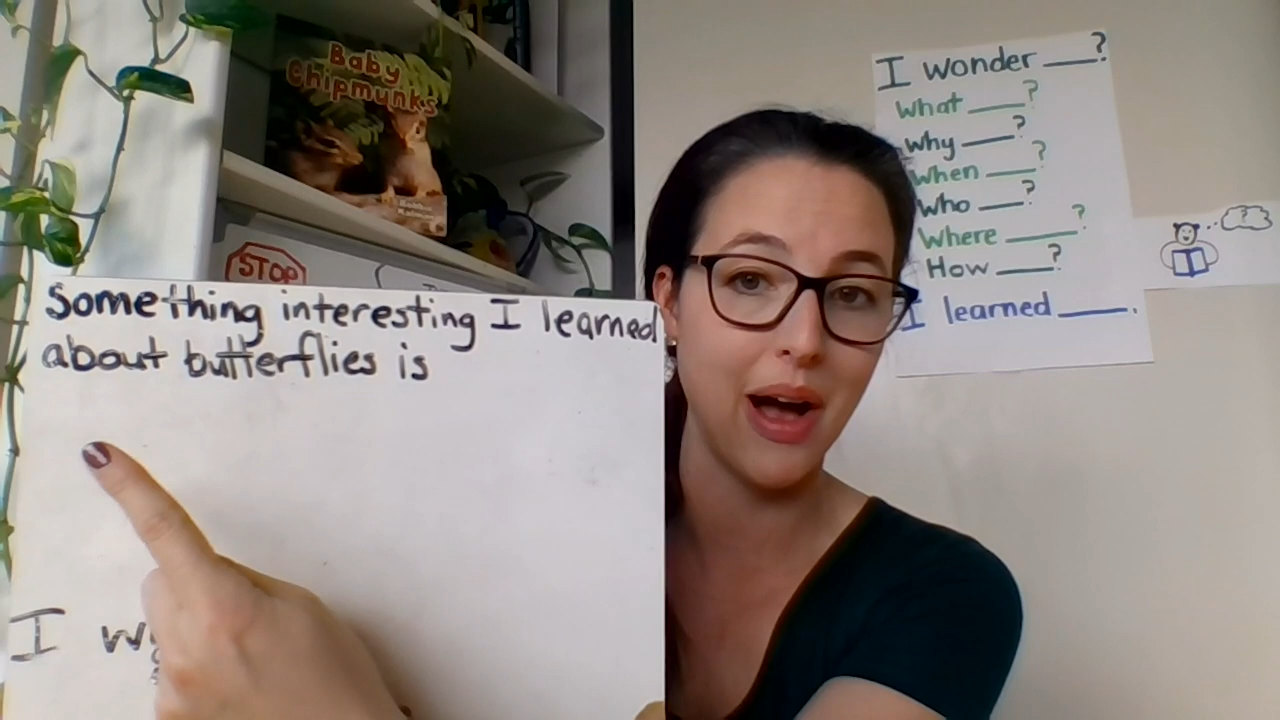 Baby
Chipmunks
STOP
Something interesting I learned
about butterflies is
I
I wonder ___?
What ___?
Why ___?
When ___?
Who ___?
Where ___?
How ___?
I learned ___.
?